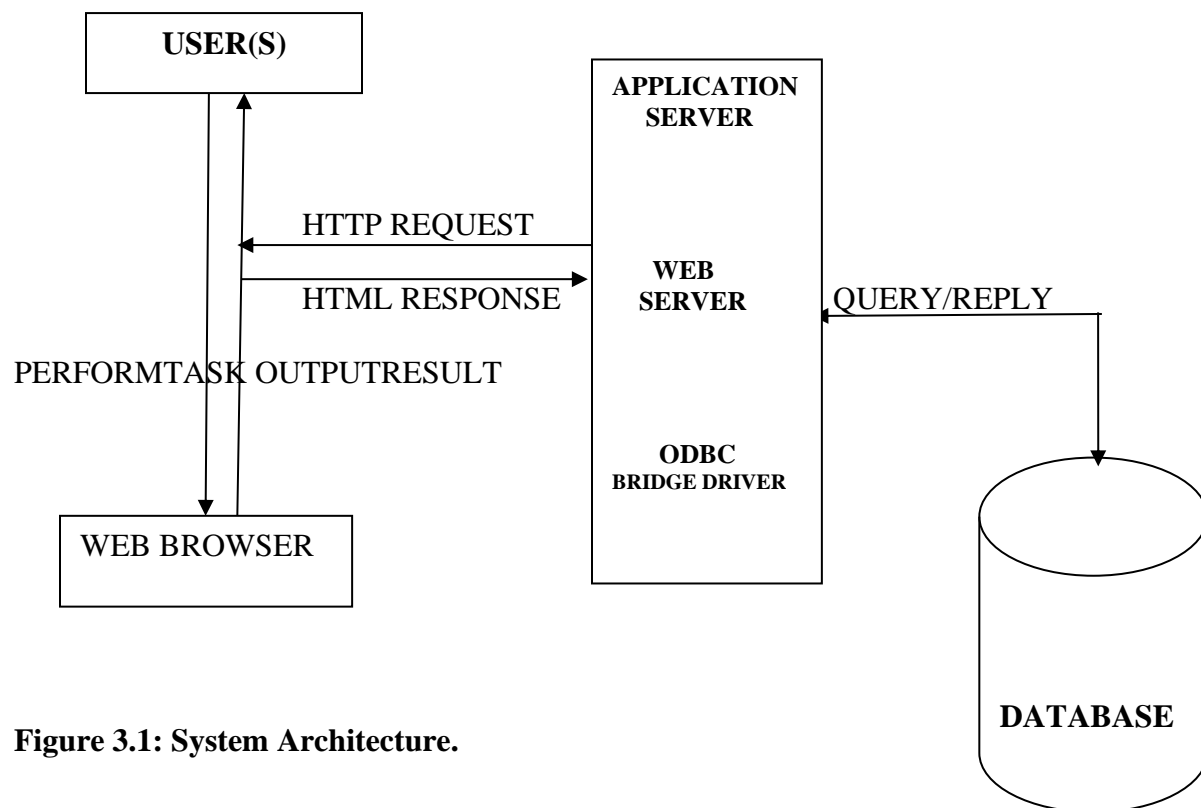 USER(S)
APPLICATION
SERVER
HTTP REQUEST
HTML RESPONSE
WEB
SERVER
QUERY/REPLY
PERFORMTASK OUTPUTRESULT
ODBC
BRIDGE DRIVER
WEB BROWSER
DATABASE
Figure 3.1: System Architecture.